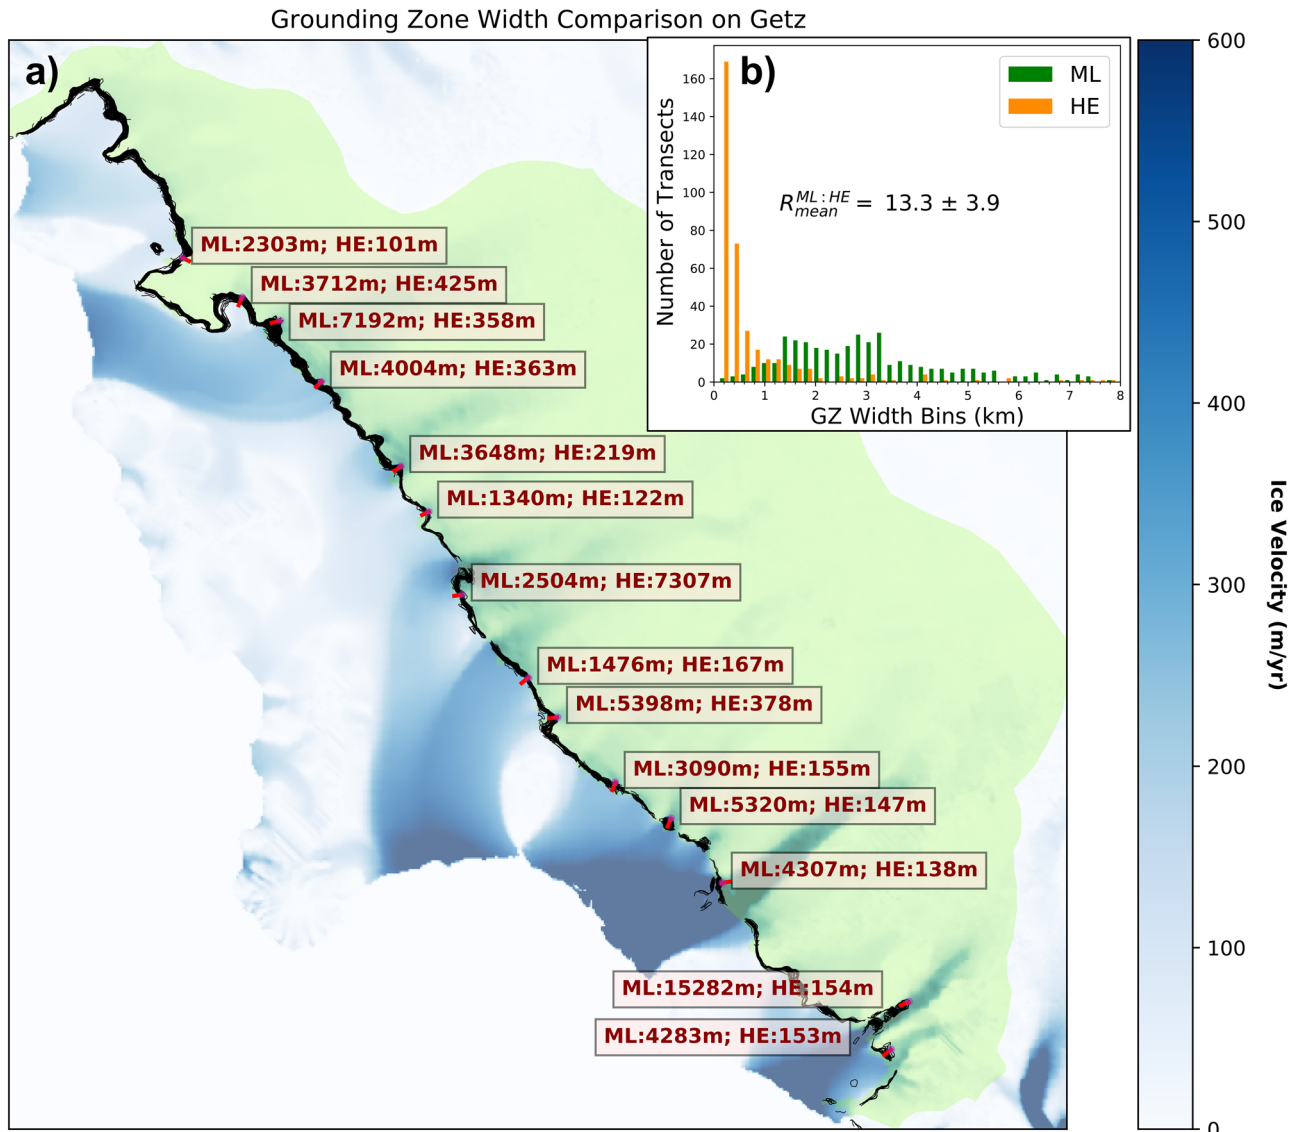 Grounding Zone Width Comparison on Getz
a)
ML:2303m; HE:101m
ML:3712m; HE:425m
ML:7192m; HE:358m
ML:4004m; HE:363m
ML:3648m; HE:219m
ML:1340m; HE:122m
ML:2504m; HE:7307m
ML:1476m; HE:167m
ML:5398m; HE:378m
ML:3090m; HE:155m
ML:5320m; HE:147m
ML:4307m; HE:138m
ML:15282m; HE:154m
ML:4283m; HE:153m
b)
ML
HE
R_{mean}^{ML:HE} = 13.3 ± 3.9
Number of Transects
160
140
120
100
80
60
40
20
0
0 1 2 3 4 5 6 7 8
GZ Width Bins (km)
600
500
400
300
200
100
0
Ice Velocity (m/yr)